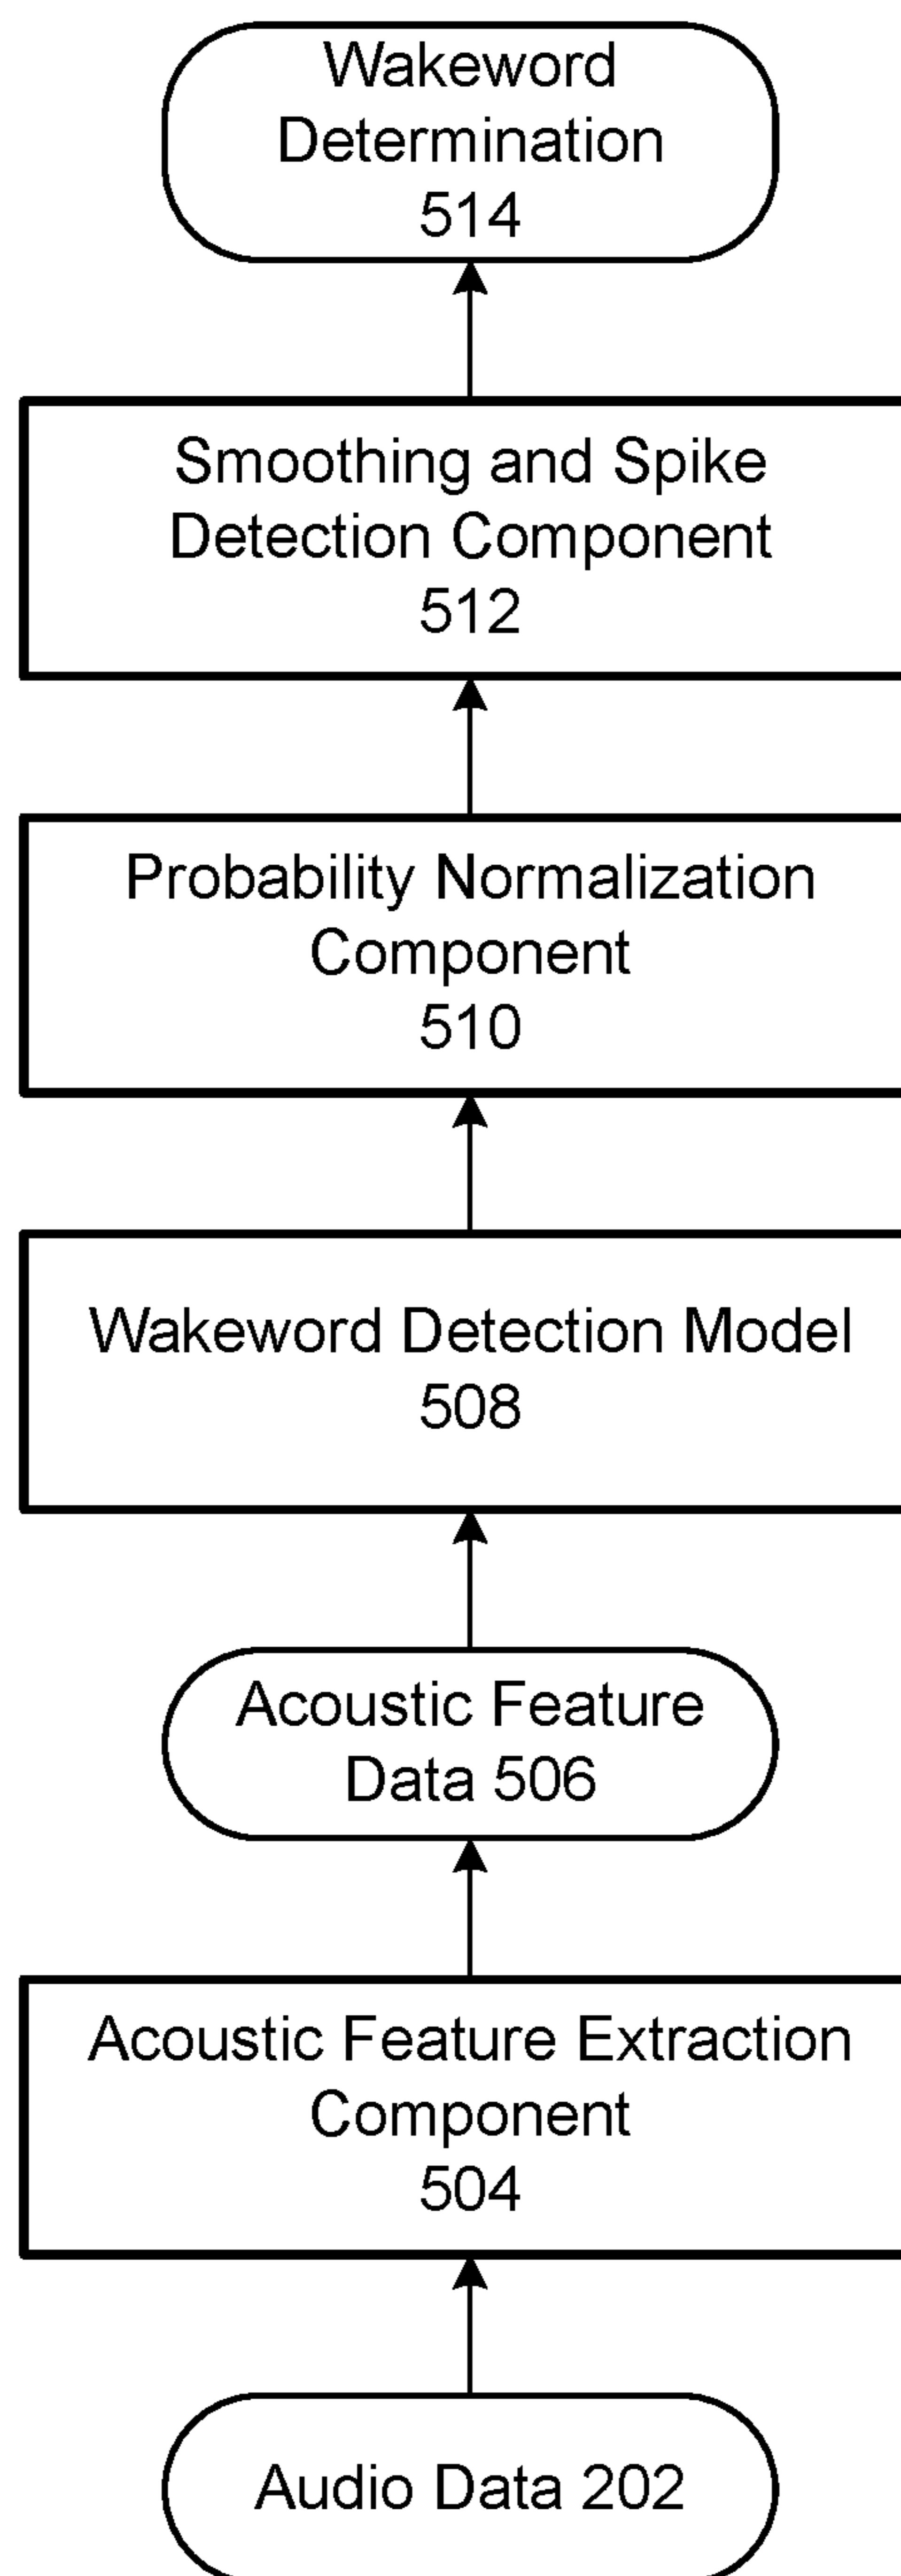 Wakeword
Determination
514
Smoothing and Spike
Detection Component
512
Probability Normalization
Component
510
Wakeword Detection Model
508
Acoustic Feature
Data 506
Acoustic Feature Extraction
Component
504
Audio Data 202